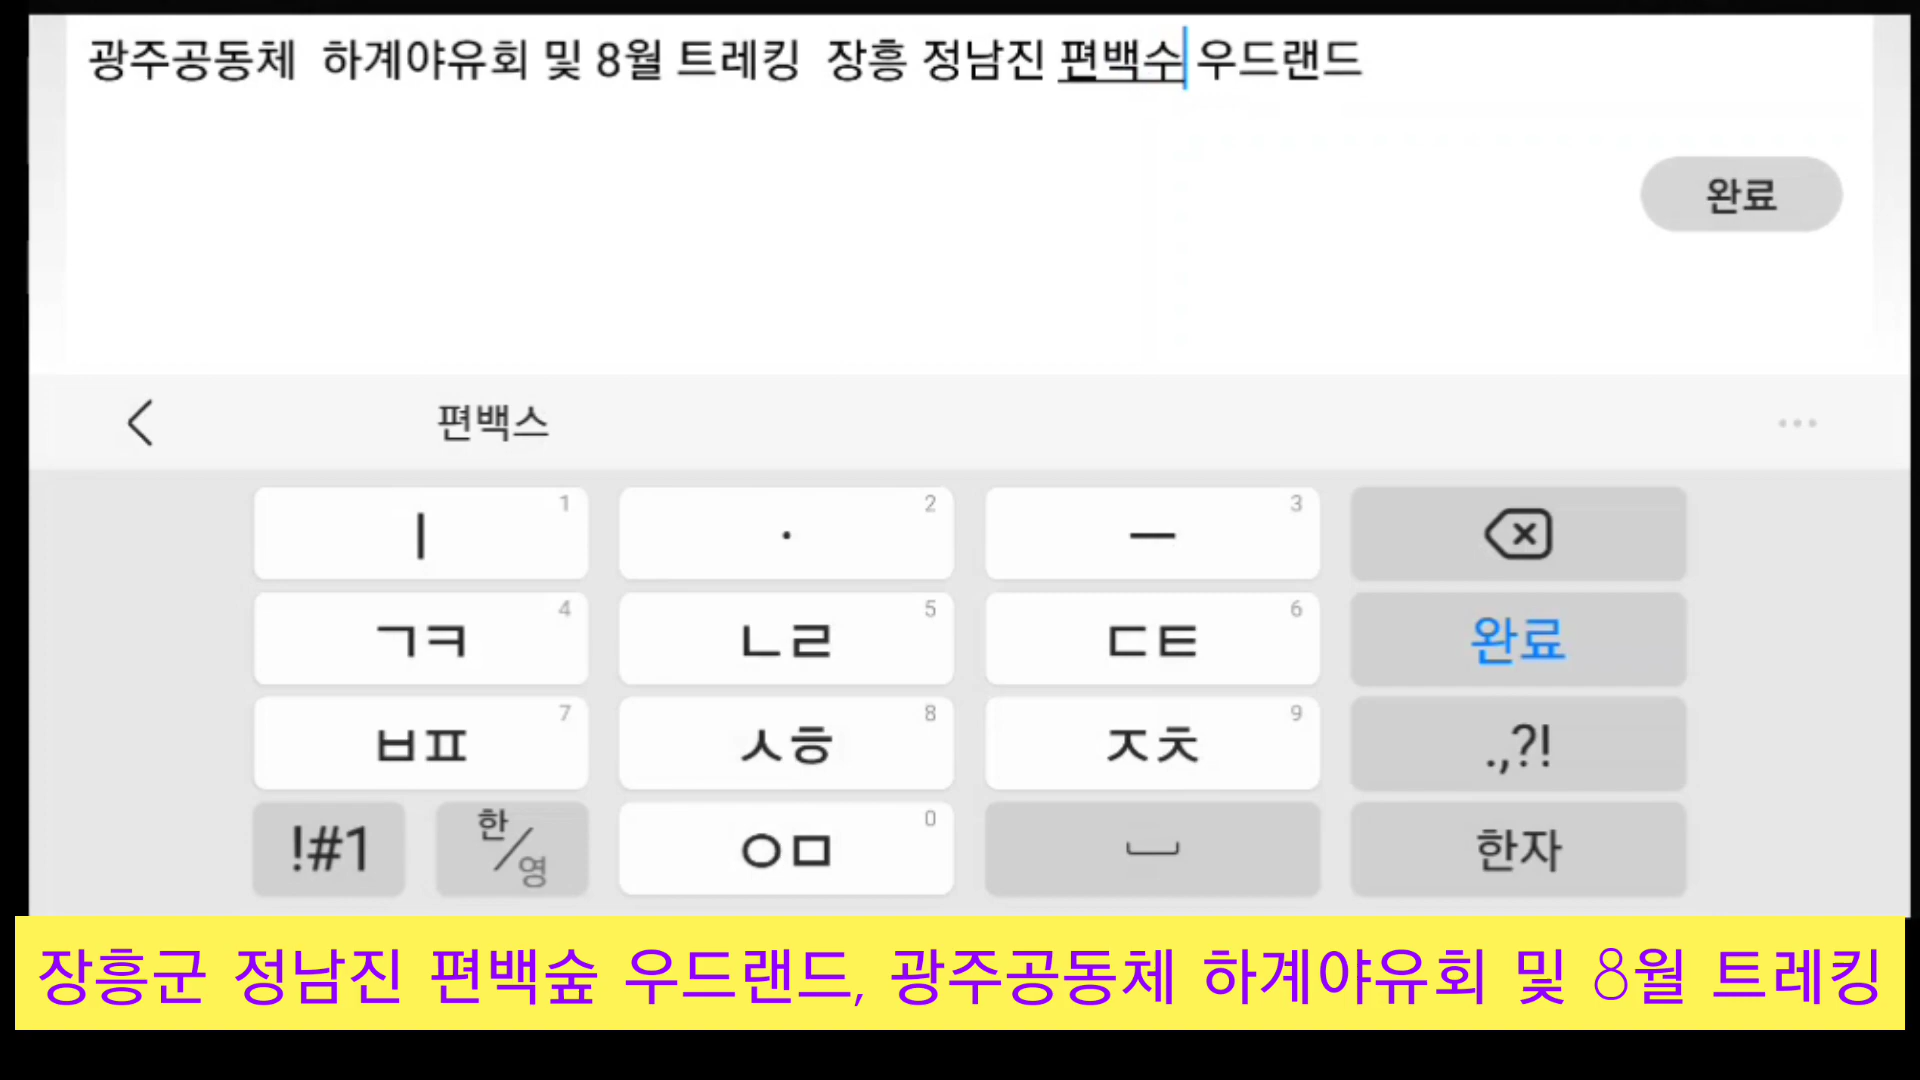 광주공동체  하계야유회 및 8월 트레킹  장흥 정남진 편백수 우드랜드
완료
편백스
ㅣ 1
· 2
ㅡ 3
ㄱㅋ 4
ㄴㄹ 5
ㄷㅌ 6
완료
ㅂㅍ 7
ㅅㅎ 8
ㅈㅊ 9
.,?!
!#1
한/영
ㅇㅁ 0
한자
장흥군 정남진 편백숲 우드랜드, 광주공동체 하계야유회 및 8월 트레킹